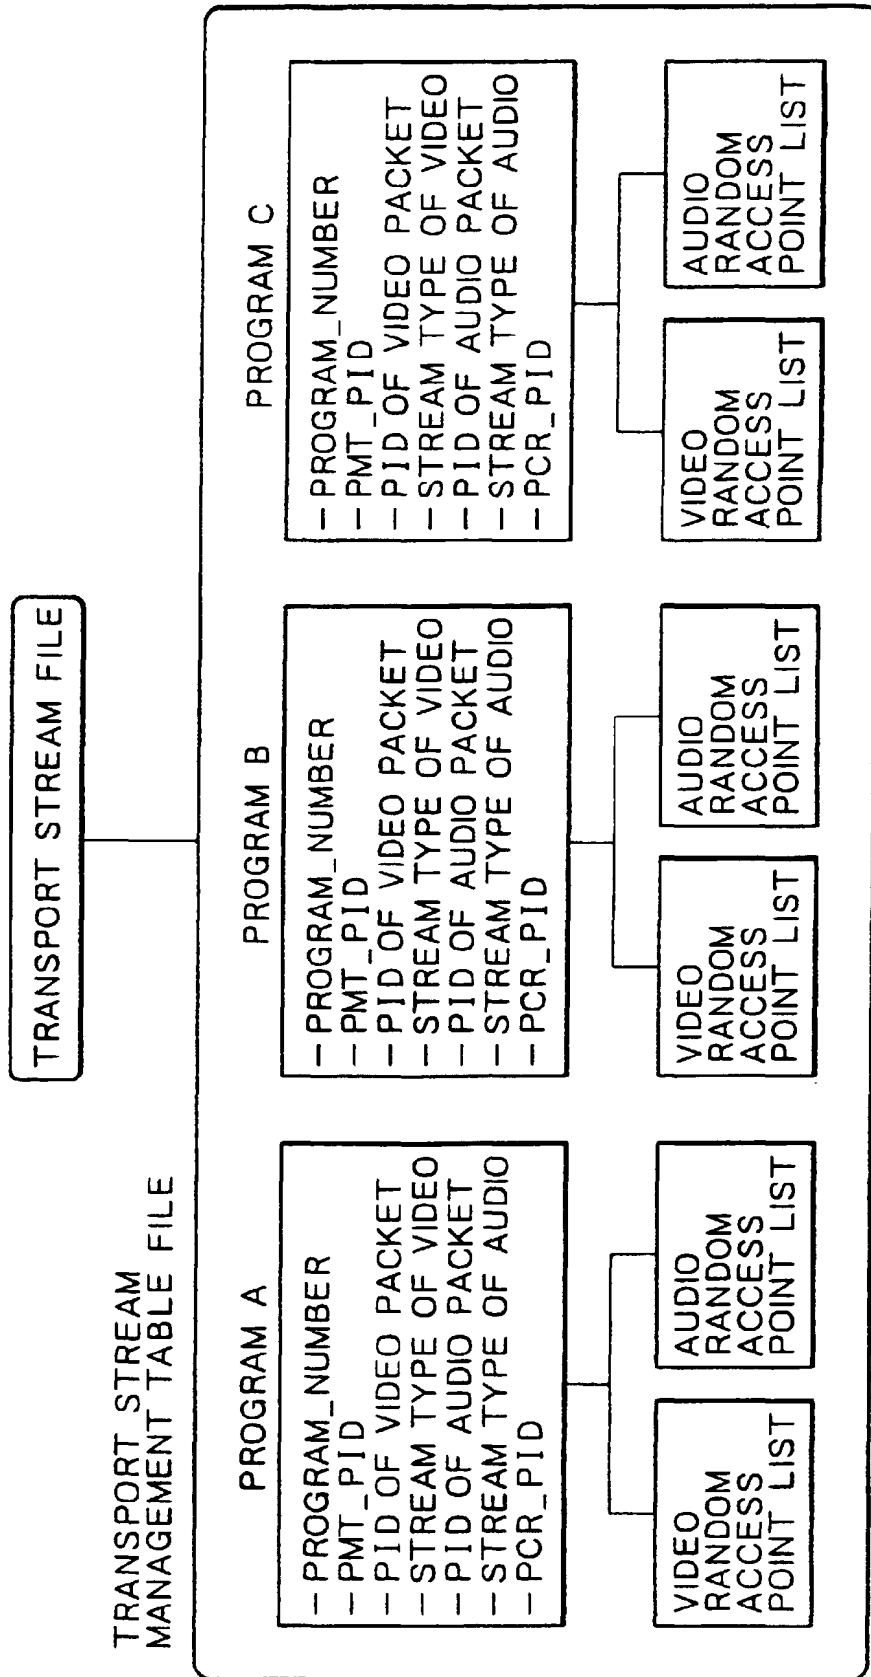 TRANSPORT STREAM FILE
TRANSPORT STREAM
MANAGEMENT TABLE FILE
PROGRAM A
– PROGRAM_NUMBER
– PMT_PID
– PID OF VIDEO PACKET
– STREAM TYPE OF VIDEO
– PID OF AUDIO PACKET
– STREAM TYPE OF AUDIO
– PCR_PID
VIDEO
RANDOM
ACCESS
POINT LIST
AUDIO
RANDOM
ACCESS
POINT LIST
PROGRAM B
– PROGRAM_NUMBER
– PMT_PID
– PID OF VIDEO PACKET
– STREAM TYPE OF VIDEO
– PID OF AUDIO PACKET
– STREAM TYPE OF AUDIO
– PCR_PID
VIDEO
RANDOM
ACCESS
POINT LIST
AUDIO
RANDOM
ACCESS
POINT LIST
PROGRAM C
– PROGRAM_NUMBER
– PMT_PID
– PID OF VIDEO PACKET
– STREAM TYPE OF VIDEO
– PID OF AUDIO PACKET
– STREAM TYPE OF AUDIO
– PCR_PID
VIDEO
RANDOM
ACCESS
POINT LIST
AUDIO
RANDOM
ACCESS
POINT LIST